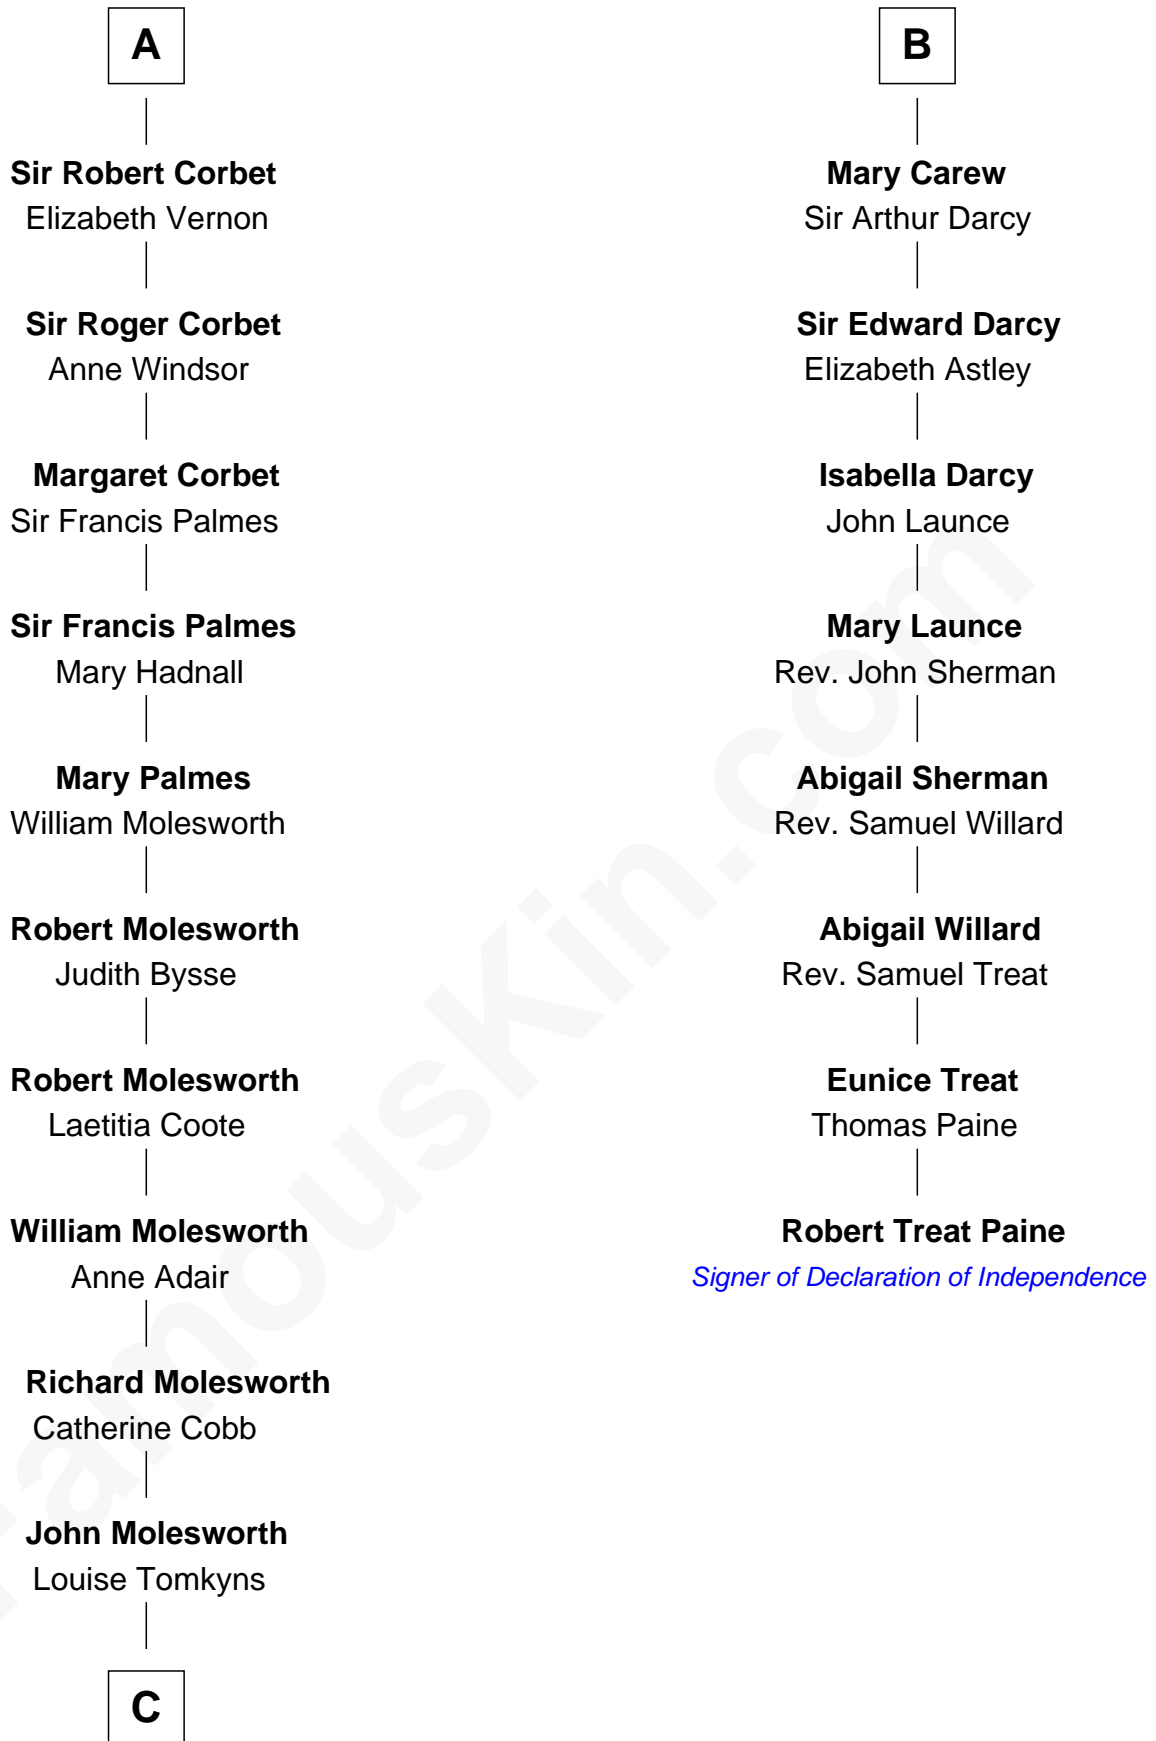 A
Sir Robert Corbet
Elizabeth Vernon
Sir Roger Corbet
Anne Windsor
Margaret Corbet
Sir Francis Palmes
Sir Francis Palmes
Mary Hadnall
Mary Palmes
William Molesworth
Robert Molesworth
Judith Bysse
Robert Molesworth
Laetitia Coote
William Molesworth
Anne Adair
Richard Molesworth
Catherine Cobb
John Molesworth
Louise Tomkyns
C
B
Mary Carew
Sir Arthur Darcy
Sir Edward Darcy
Elizabeth Astley
Isabella Darcy
John Launce
Mary Launce
Rev. John Sherman
Abigail Sherman
Rev. Samuel Willard
Abigail Willard
Rev. Samuel Treat
Eunice Treat
Thomas Paine
Robert Treat Paine
Signer of Declaration of Independence
FamousKin.com